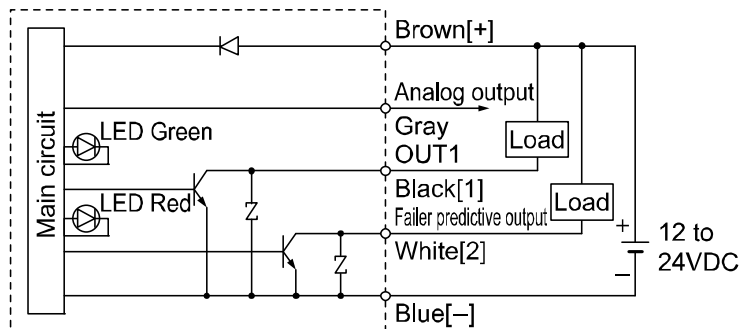 Brown[+]
Analog output
LED Green
Gray
OUT1
Load
Main circuit
Black[1]
LED Red
Load
Failer predictive output
White[2]
+
12 to
24VDC
–
Blue[–]